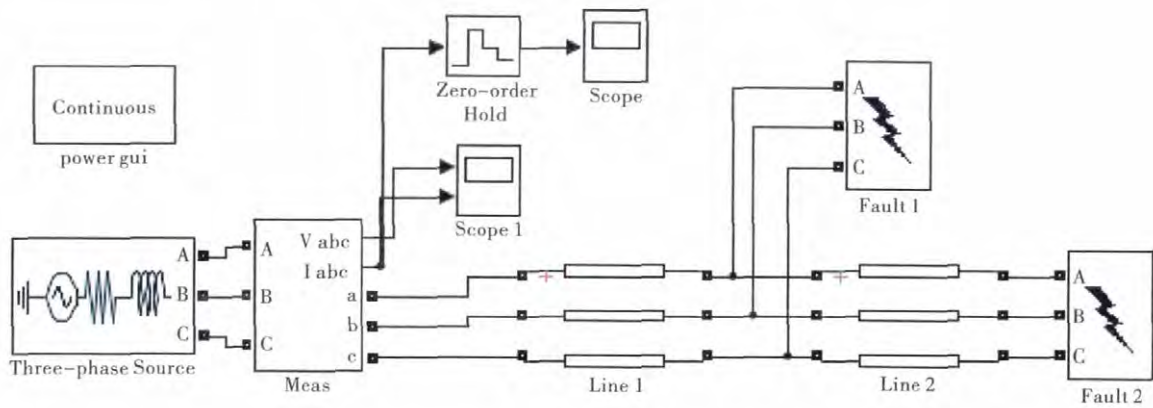 Continuous
power gui
Zero-order
Hold
Scope
Scope 1
A
B
C
Fault 1
A
B
C
Three-phase Source
A
B
C
V abc
I abc
a
b
c
Meas
Line 1
Line 2
A
B
C
Fault 2